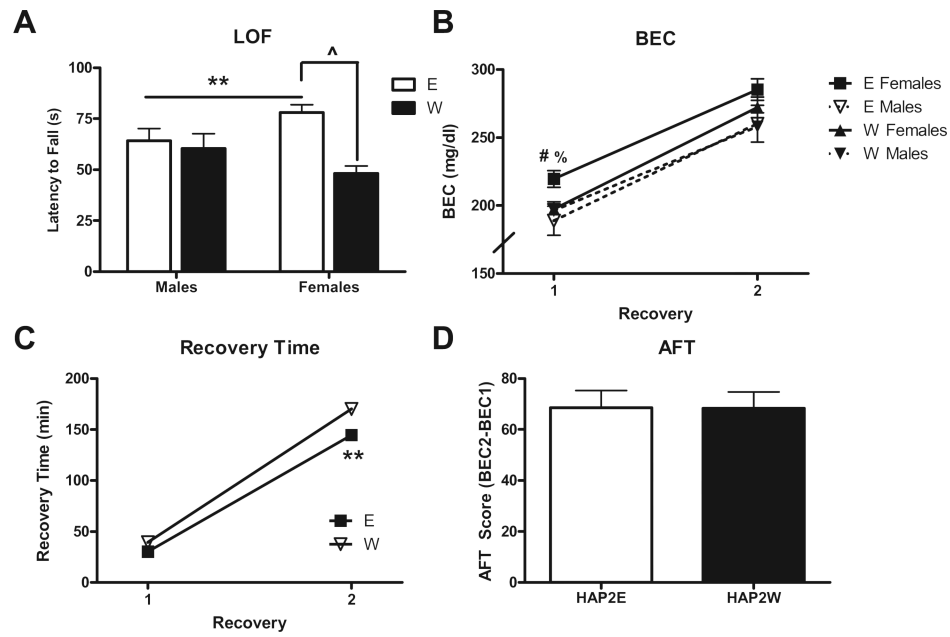 A
LOF
Latency to Fall (s)
100
75
50
25
0
**
^
E
W
Males
Females
B
BEC
BEC (mg/dl)
300
250
200
150
# %
1
2
Recovery
E Females
E Males
W Females
W Males
C
Recovery Time
Recovery Time (min)
200
150
100
50
0
**
E
W
1
2
Recovery
D
AFT
AFT Score (BEC2-BEC1)
80
60
40
20
0
HAP2E
HAP2W